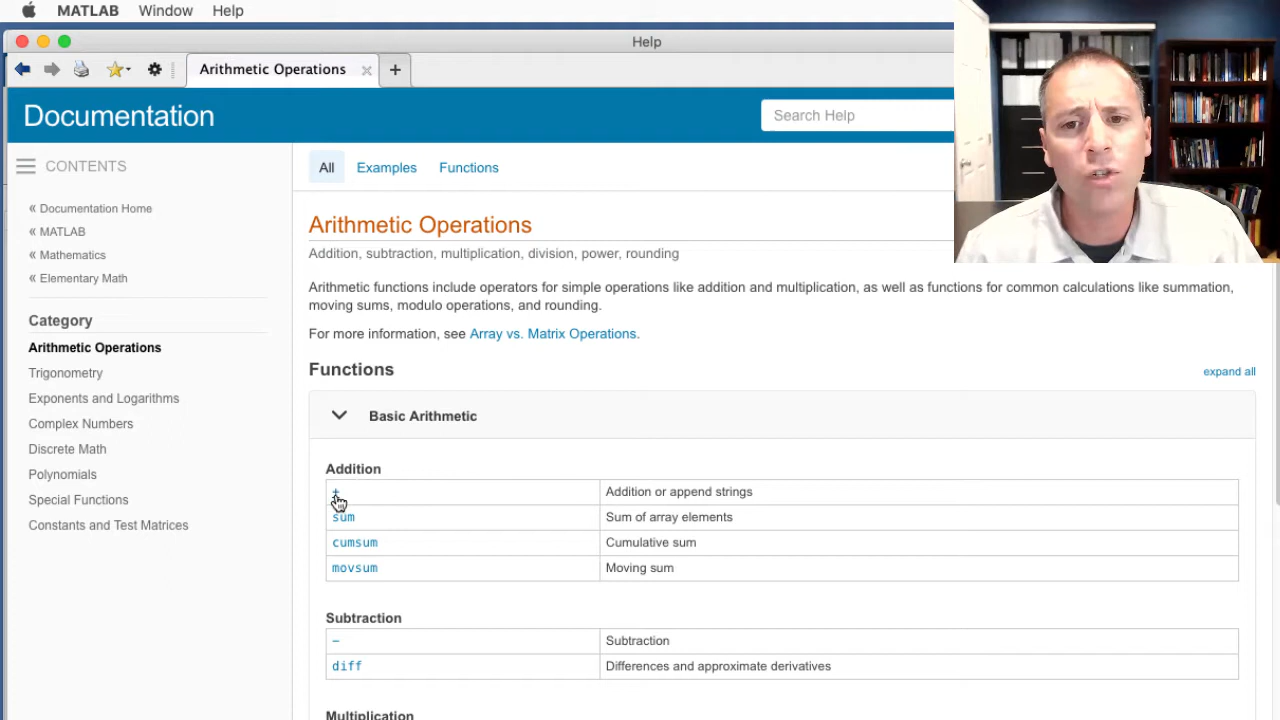 MATLAB Window Help
Help
Arithmetic Operations
Documentation
Search Help
CONTENTS
« Documentation Home
« MATLAB
« Mathematics
« Elementary Math
Category
Arithmetic Operations
Trigonometry
Exponents and Logarithms
Complex Numbers
Discrete Math
Polynomials
Special Functions
Constants and Test Matrices
All Examples Functions
Arithmetic Operations
Addition, subtraction, multiplication, division, power, rounding
Arithmetic functions include operators for simple operations like addition and multiplication, as well as functions for common calculations like summation,
moving sums, modulo operations, and rounding.
For more information, see Array vs. Matrix Operations.
Functions
expand all
Basic Arithmetic
Addition
+ Addition or append strings
sum Sum of array elements
cumsum Cumulative sum
movsum Moving sum
Subtraction
- Subtraction
diff Differences and approximate derivatives
Multiplication